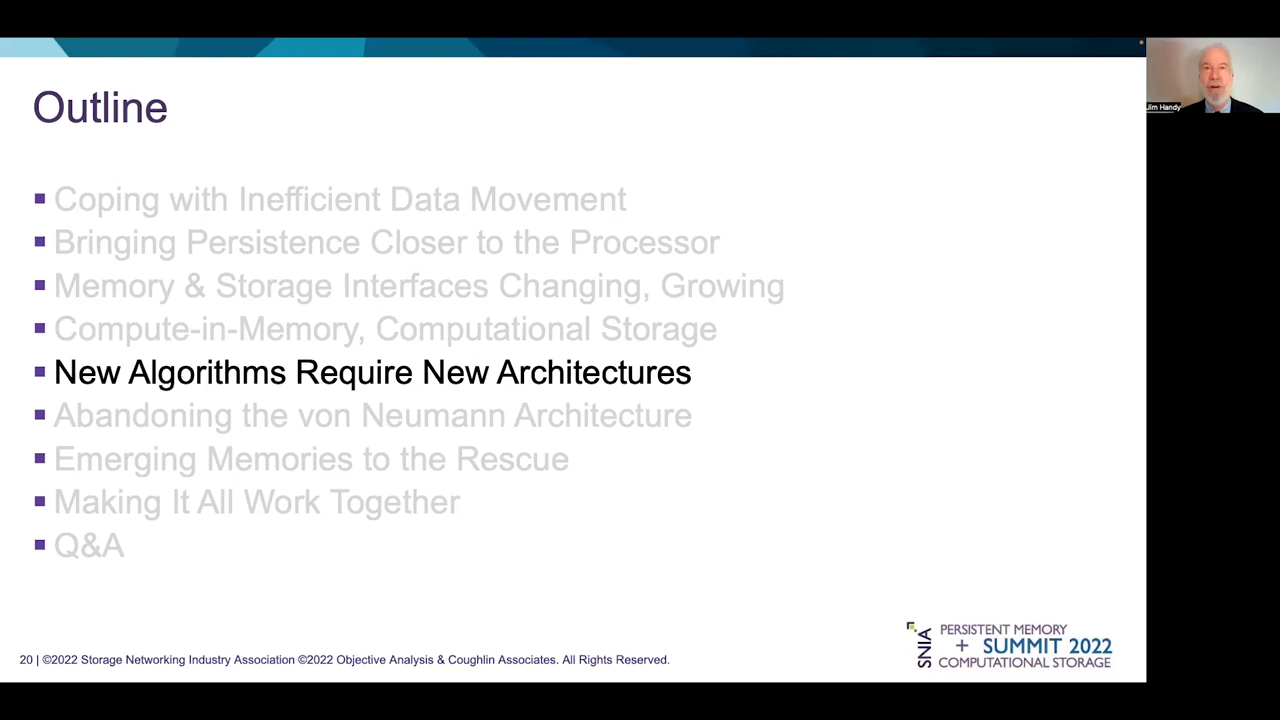 Outline
Coping with Inefficient Data Movement
Bringing Persistence Closer to the Processor
Memory & Storage Interfaces Changing, Growing
Compute-in-Memory, Computational Storage
New Algorithms Require New Architectures
Abandoning the von Neumann Architecture
Emerging Memories to the Rescue
Making It All Work Together
Q&A
20 | ©2022 Storage Networking Industry Association ©2022 Objective Analysis & Coughlin Associates. All Rights Reserved.
SNIA
PERSISTENT MEMORY
+ SUMMIT 2022
COMPUTATIONAL STORAGE
Jim Handy